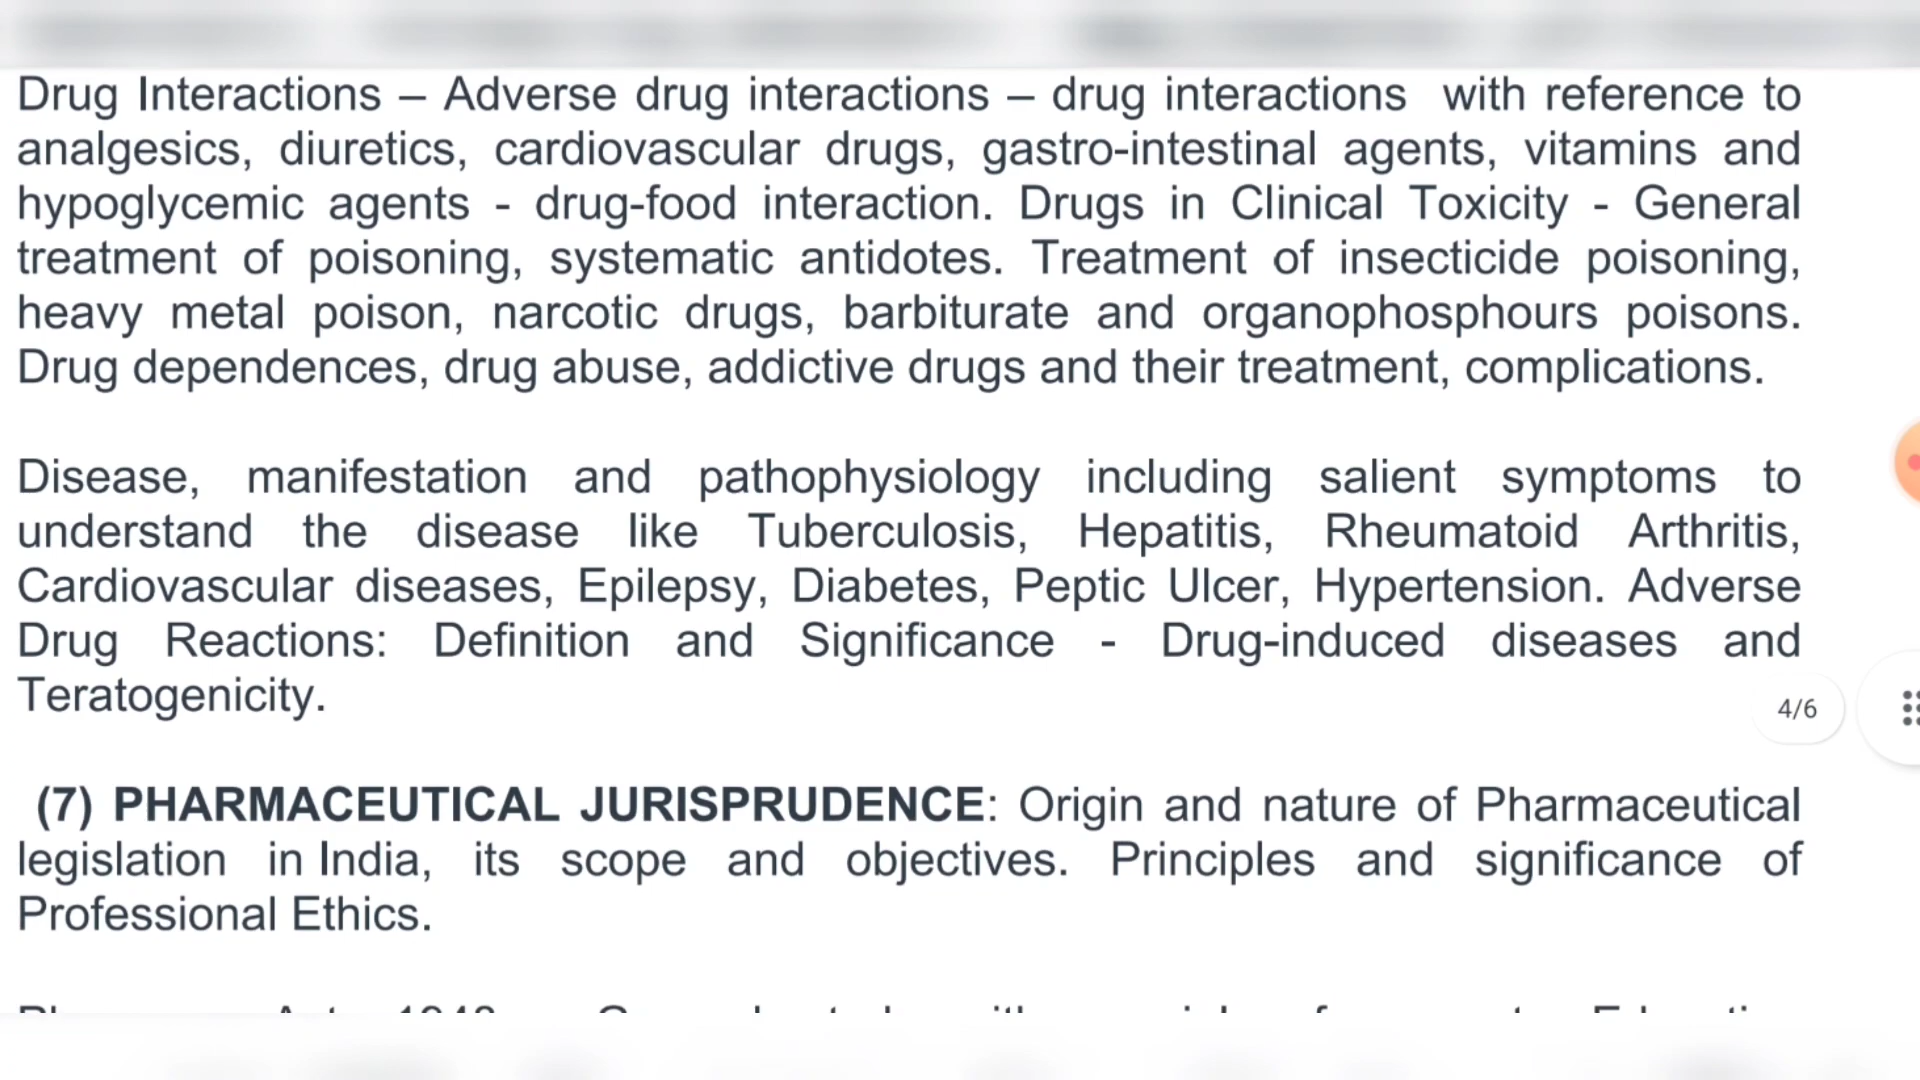 Drug Interactions – Adverse drug interactions – drug interactions with reference to
analgesics, diuretics, cardiovascular drugs, gastro-intestinal agents, vitamins and
hypoglycemic agents - drug-food interaction. Drugs in Clinical Toxicity - General
treatment of poisoning, systematic antidotes. Treatment of insecticide poisoning,
heavy metal poison, narcotic drugs, barbiturate and organophosphours poisons.
Drug dependences, drug abuse, addictive drugs and their treatment, complications.
Disease, manifestation and pathophysiology including salient symptoms to
understand the disease like Tuberculosis, Hepatitis, Rheumatoid Arthritis,
Cardiovascular diseases, Epilepsy, Diabetes, Peptic Ulcer, Hypertension. Adverse
Drug Reactions: Definition and Significance - Drug-induced diseases and
Teratogenicity.
4/6
(7) PHARMACEUTICAL JURISPRUDENCE: Origin and nature of Pharmaceutical
legislation in India, its scope and objectives. Principles and significance of
Professional Ethics.